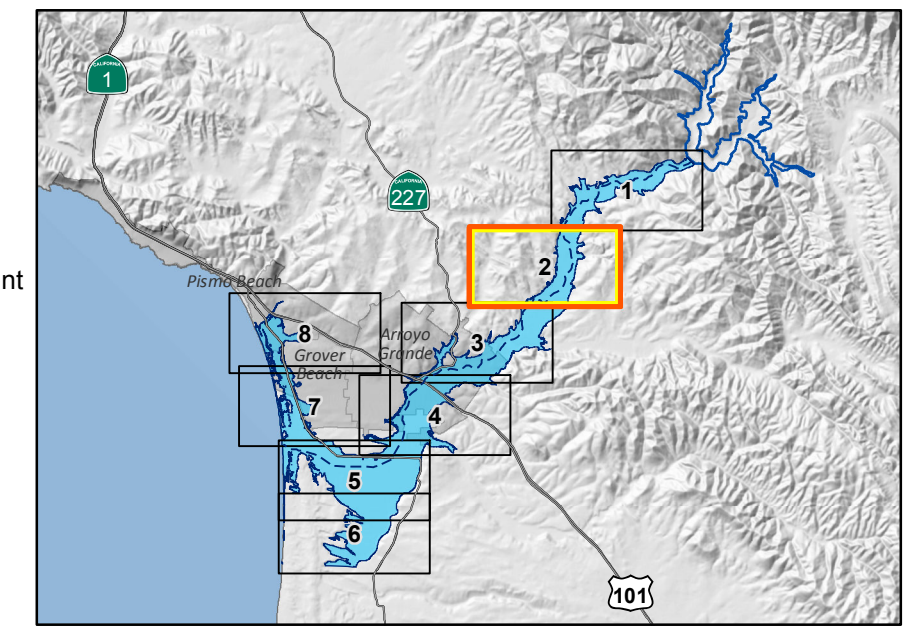 CALIFORNIA
1
CALIFORNIA
227
1
2
nt
Pismo Beach
8
Arroyo
Grande
3
Grover
Beach
7
4
5
6
101